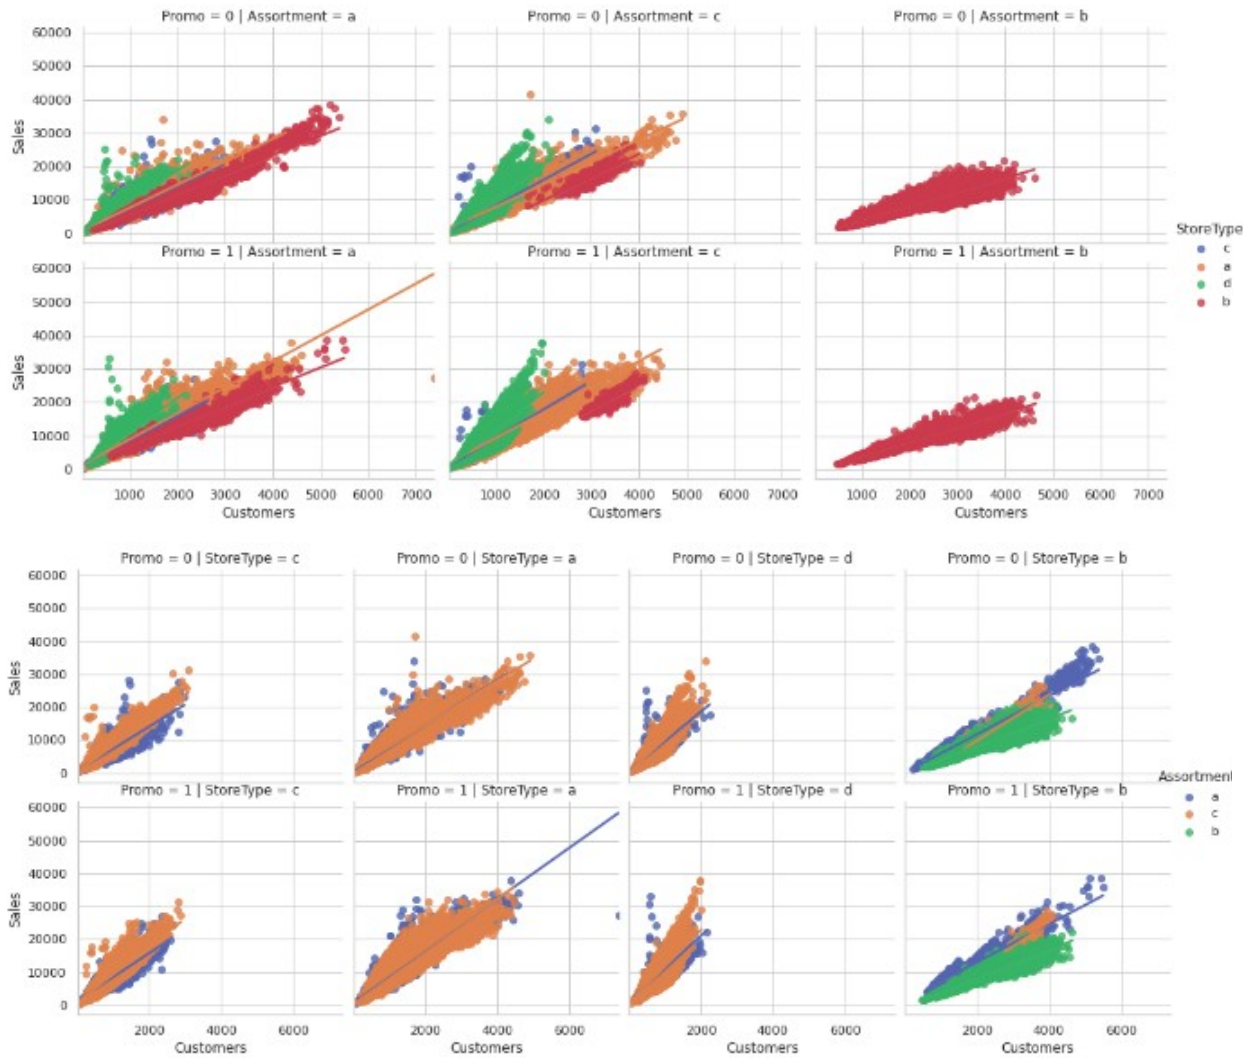 Promo = 0 | Assortment = a
Promo = 0 | Assortment = c
Promo = 0 | Assortment = b
60000
50000
40000
30000
20000
10000
0
Sales
Promo = 1 | Assortment = a
Promo = 1 | Assortment = c
Promo = 1 | Assortment = b
60000
50000
40000
30000
20000
10000
0
Sales
1000 2000 3000 4000 5000 6000 7000
Customers
1000 2000 3000 4000 5000 6000 7000
Customers
1000 2000 3000 4000 5000 6000 7000
Customers
StoreType
c
a
d
b
Promo = 0 | StoreType = c
Promo = 0 | StoreType = a
Promo = 0 | StoreType = d
Promo = 0 | StoreType = b
60000
50000
40000
30000
20000
10000
0
Sales
Promo = 1 | StoreType = c
Promo = 1 | StoreType = a
Promo = 1 | StoreType = d
Promo = 1 | StoreType = b
60000
50000
40000
30000
20000
10000
0
Sales
2000 4000 6000
Customers
2000 4000 6000
Customers
2000 4000 6000
Customers
2000 4000 6000
Customers
Assortment
a
c
b